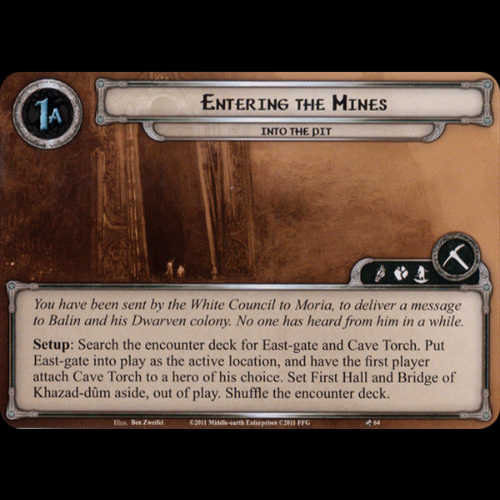 1A
Entering the Mines
Into the Pit
You have been sent by the White Council to Moria, to deliver a message
to Balin and his Dwarven colony. No one has heard from him in a while.
Setup: Search the encounter deck for East-gate and Cave Torch. Put
East-gate into play as the active location, and have the first player
attach Cave Torch to a hero of his choice. Set First Hall and Bridge of
Khazad-dûm aside, out of play. Shuffle the encounter deck.
Illus. Ben Zweifel ©2011 Middle-earth Enterprises ©2011 FFG 64